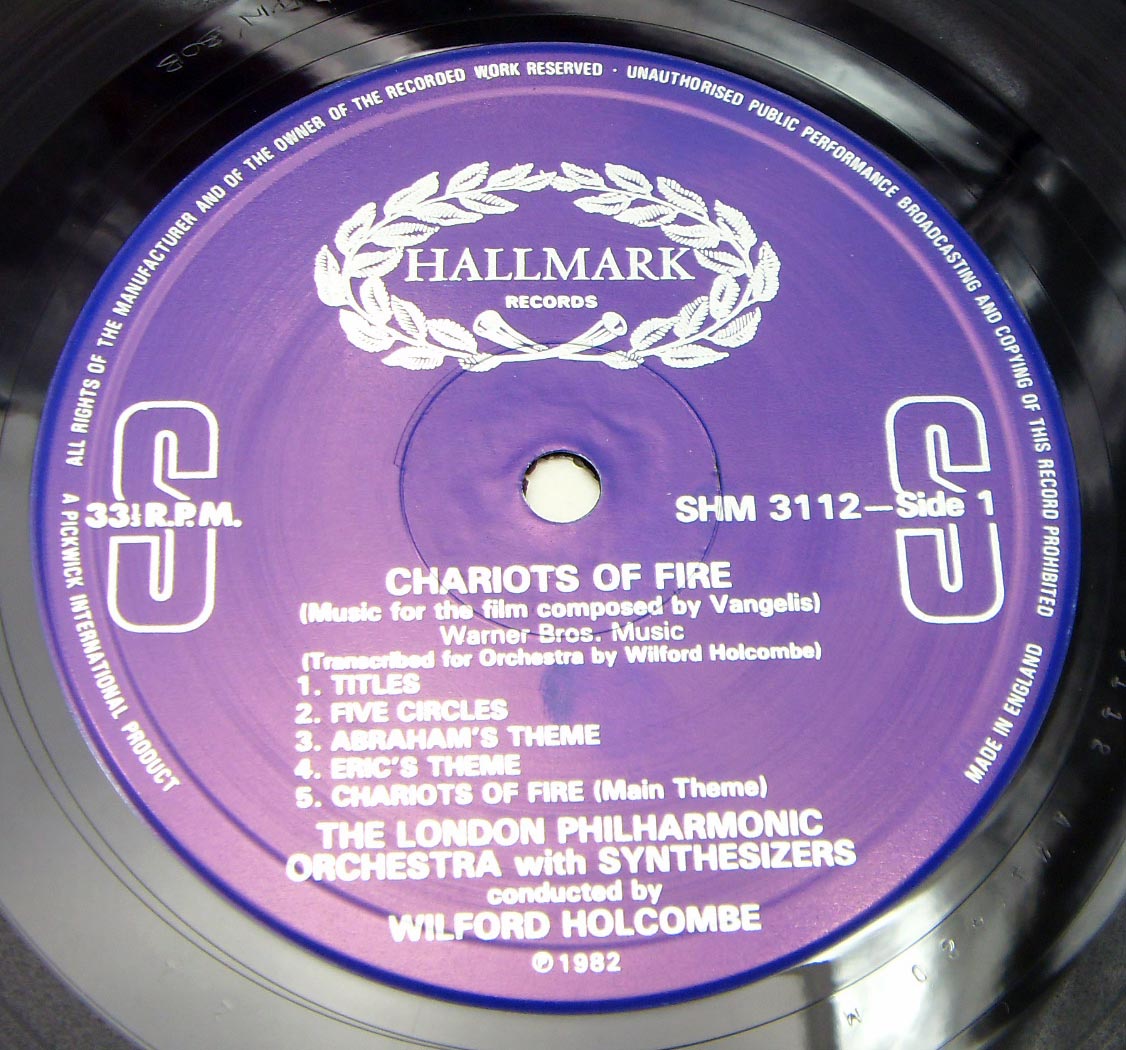 ALL RIGHTS OF THE MANUFACTURER AND OF THE OWNER OF THE RECORDED WORK RESERVED · UNAUTHORISED PUBLIC PERFORMANCE BROADCASTING AND COPYING OF THIS RECORD PROHIBITED
HALLMARK
RECORDS
S S
33⅓ R.P.M.
SHM 3112—Side 1
CHARIOTS OF FIRE
(Music for the film composed by Vangelis)
Warner Bros. Music
(Transcribed for Orchestra by Wilford Holcombe)
1. TITLES
2. FIVE CIRCLES
3. ABRAHAM'S THEME
4. ERIC'S THEME
5. CHARIOTS OF FIRE (Main Theme)
THE LONDON PHILHARMONIC
ORCHESTRA with SYNTHESIZERS
conducted by
WILFORD HOLCOMBE
℗ 1982
A PICKWICK INTERNATIONAL PRODUCT
MADE IN ENGLAND